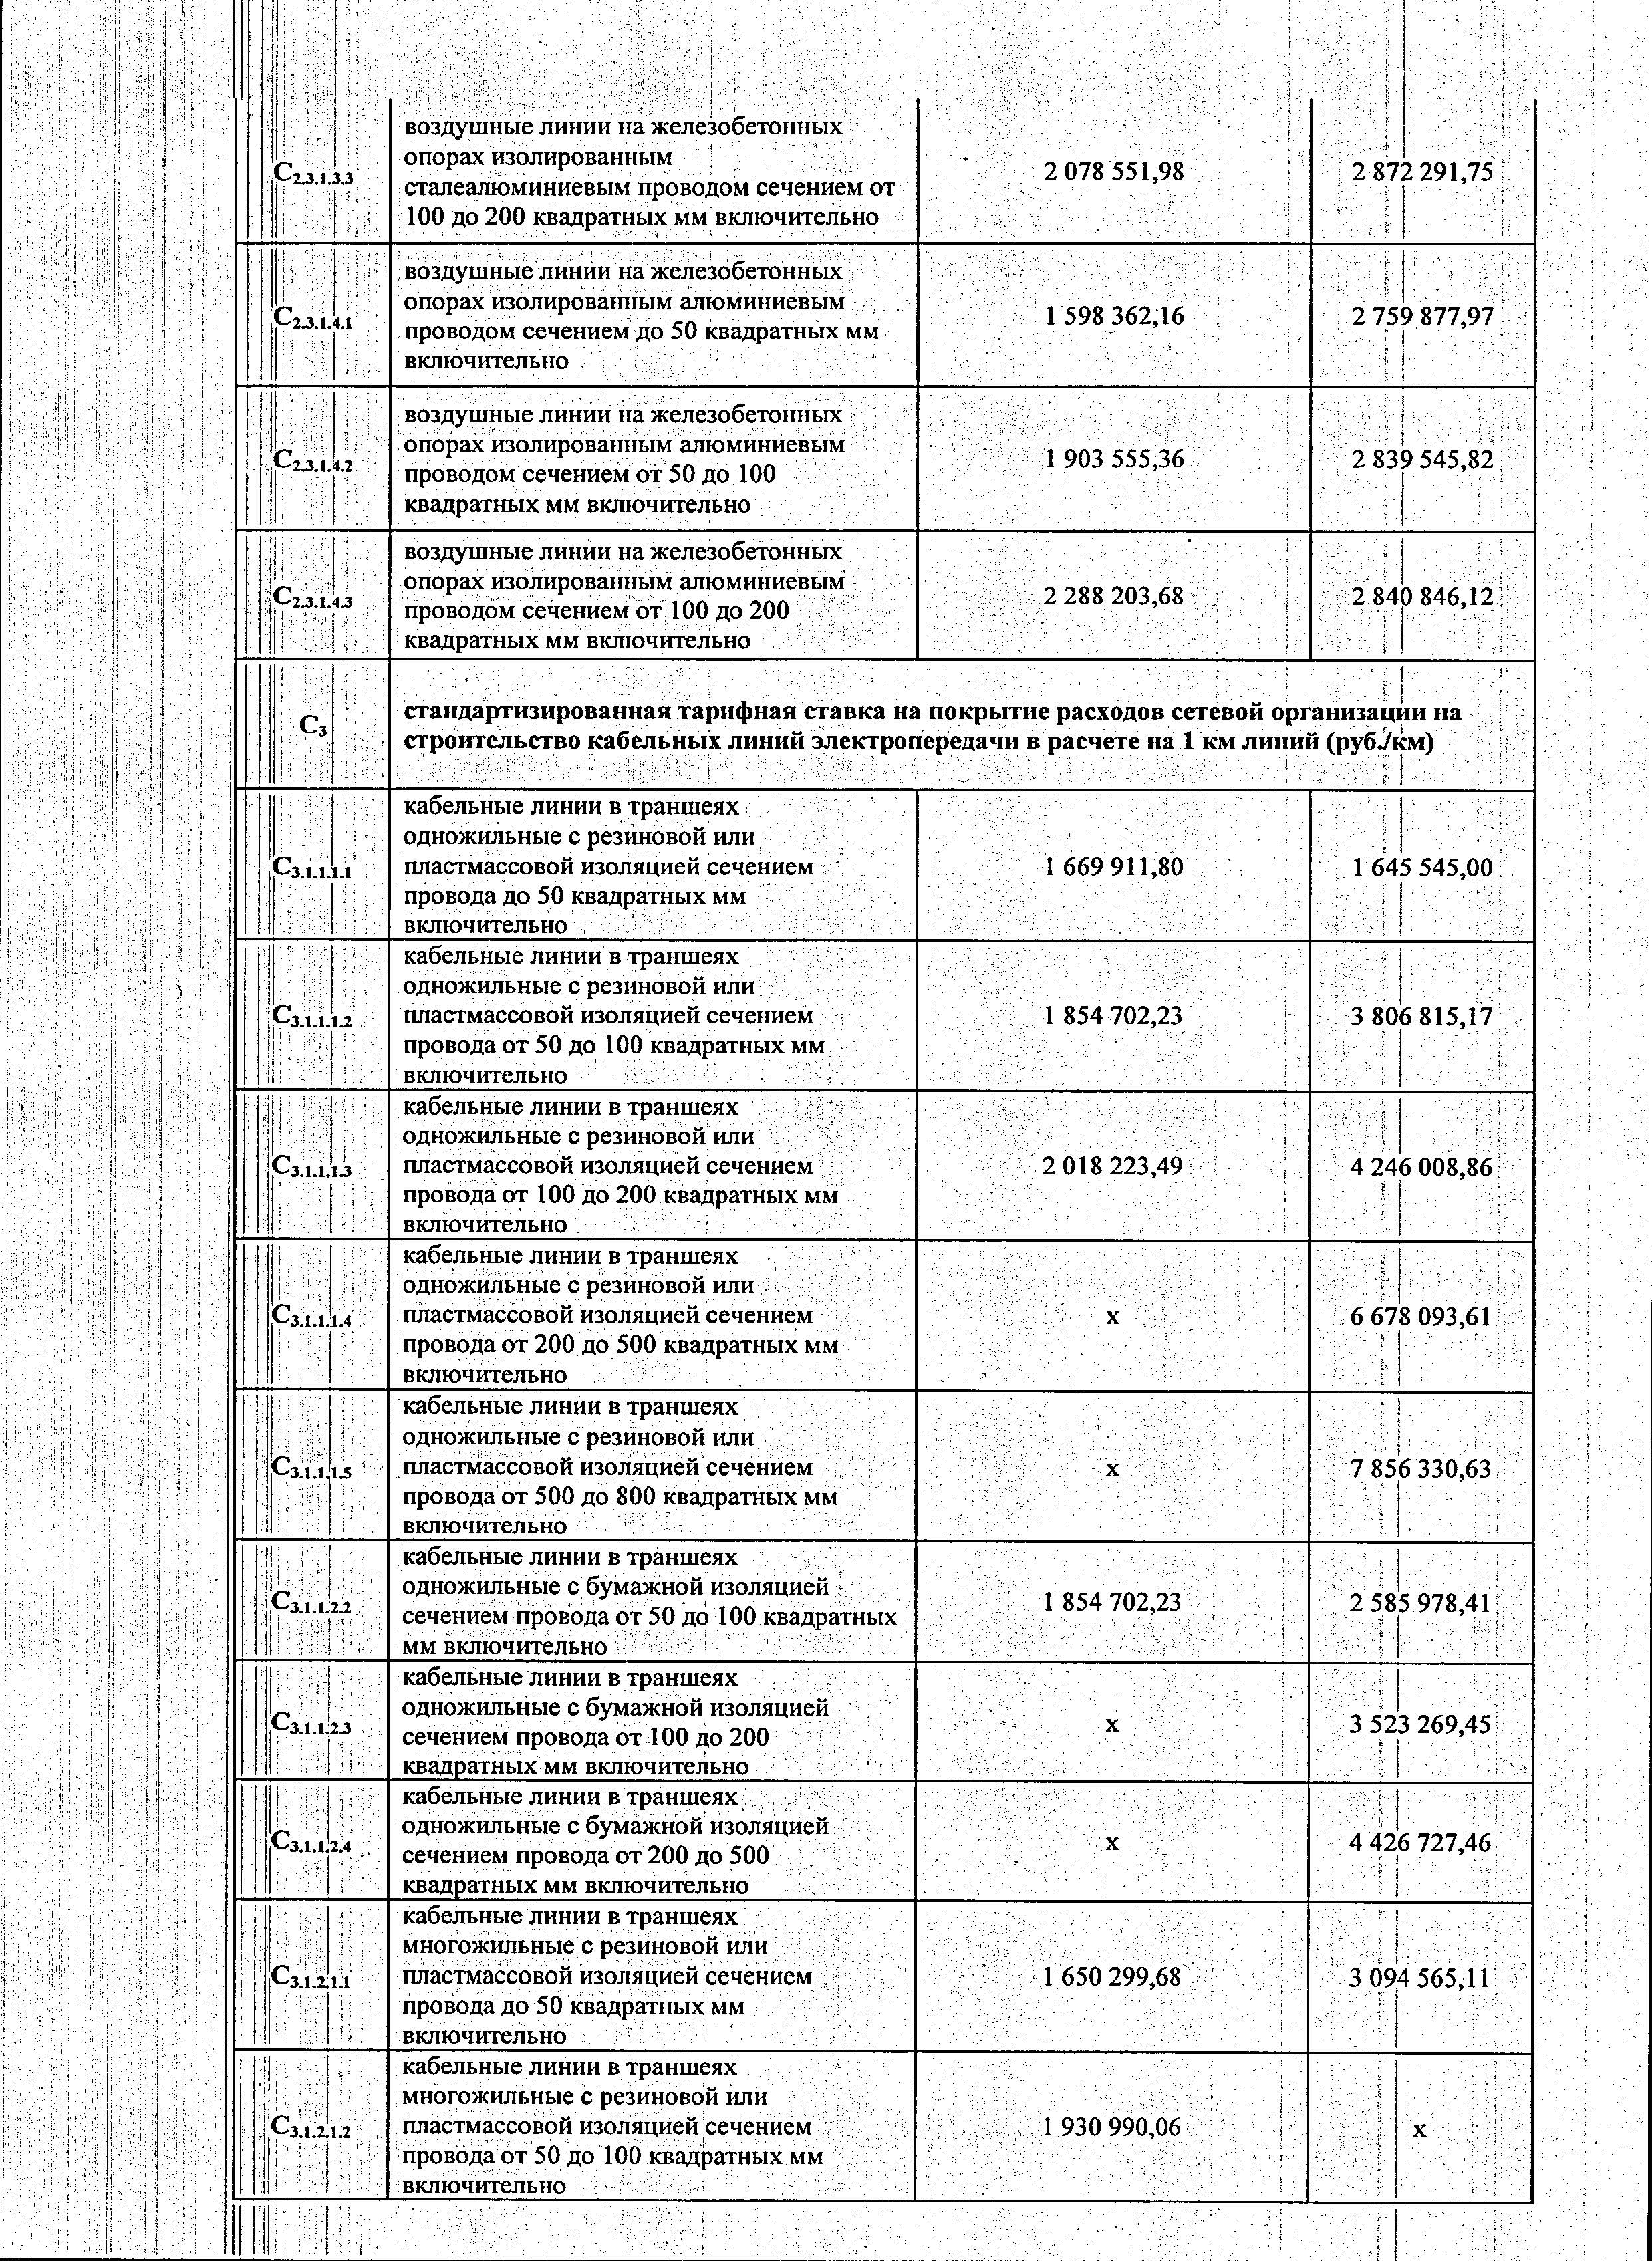 С2.3.1.3.3
воздушные линии на железобетонных
опорах изолированным
сталеалюминиевым проводом сечением от
100 до 200 квадратных мм включительно
2 078 551,98
2 872 291,75
С2.3.1.4.1
воздушные линии на железобетонных
опорах изолированным алюминиевым
проводом сечением до 50 квадратных мм
включительно
1 598 362,16
2 759 877,97
С2.3.1.4.2
воздушные линии на железобетонных
опорах изолированным алюминиевым
проводом сечением от 50 до 100
квадратных мм включительно
1 903 555,36
2 839 545,82
С2.3.1.4.3
воздушные линии на железобетонных
опорах изолированным алюминиевым
проводом сечением от 100 до 200
квадратных мм включительно
2 288 203,68
2 840 846,12
С3
стандартизированная тарифная ставка на покрытие расходов сетевой организации на
строительство кабельных линий электропередачи в расчете на 1 км линий (руб./км)
С3.1.1.1.1
кабельные линии в траншеях
одножильные с резиновой или
пластмассовой изоляцией сечением
провода до 50 квадратных мм
включительно
1 669 911,80
1 645 545,00
С3.1.1.1.2
кабельные линии в траншеях
одножильные с резиновой или
пластмассовой изоляцией сечением
провода от 50 до 100 квадратных мм
включительно
1 854 702,23
3 806 815,17
С3.1.1.1.3
кабельные линии в траншеях
одножильные с резиновой или
пластмассовой изоляцией сечением
провода от 100 до 200 квадратных мм
включительно
2 018 223,49
4 246 008,86
С3.1.1.1.4
кабельные линии в траншеях
одножильные с резиновой или
пластмассовой изоляцией сечением
провода от 200 до 500 квадратных мм
включительно
х
6 678 093,61
С3.1.1.1.5
кабельные линии в траншеях
одножильные с резиновой или
пластмассовой изоляцией сечением
провода от 500 до 800 квадратных мм
включительно
х
7 856 330,63
С3.1.1.2.2
кабельные линии в траншеях
одножильные с бумажной изоляцией
сечением провода от 50 до 100 квадратных
мм включительно
1 854 702,23
2 585 978,41
С3.1.1.2.3
кабельные линии в траншеях
одножильные с бумажной изоляцией
сечением провода от 100 до 200
квадратных мм включительно
х
3 523 269,45
С3.1.1.2.4
кабельные линии в траншеях
одножильные с бумажной изоляцией
сечением провода от 200 до 500
квадратных мм включительно
х
4 426 727,46
С3.1.2.1.1
кабельные линии в траншеях
многожильные с резиновой или
пластмассовой изоляцией сечением
провода до 50 квадратных мм
включительно
1 650 299,68
3 094 565,11
С3.1.2.1.2
кабельные линии в траншеях
многожильные с резиновой или
пластмассовой изоляцией сечением
провода от 50 до 100 квадратных мм
включительно
1 930 990,06
х